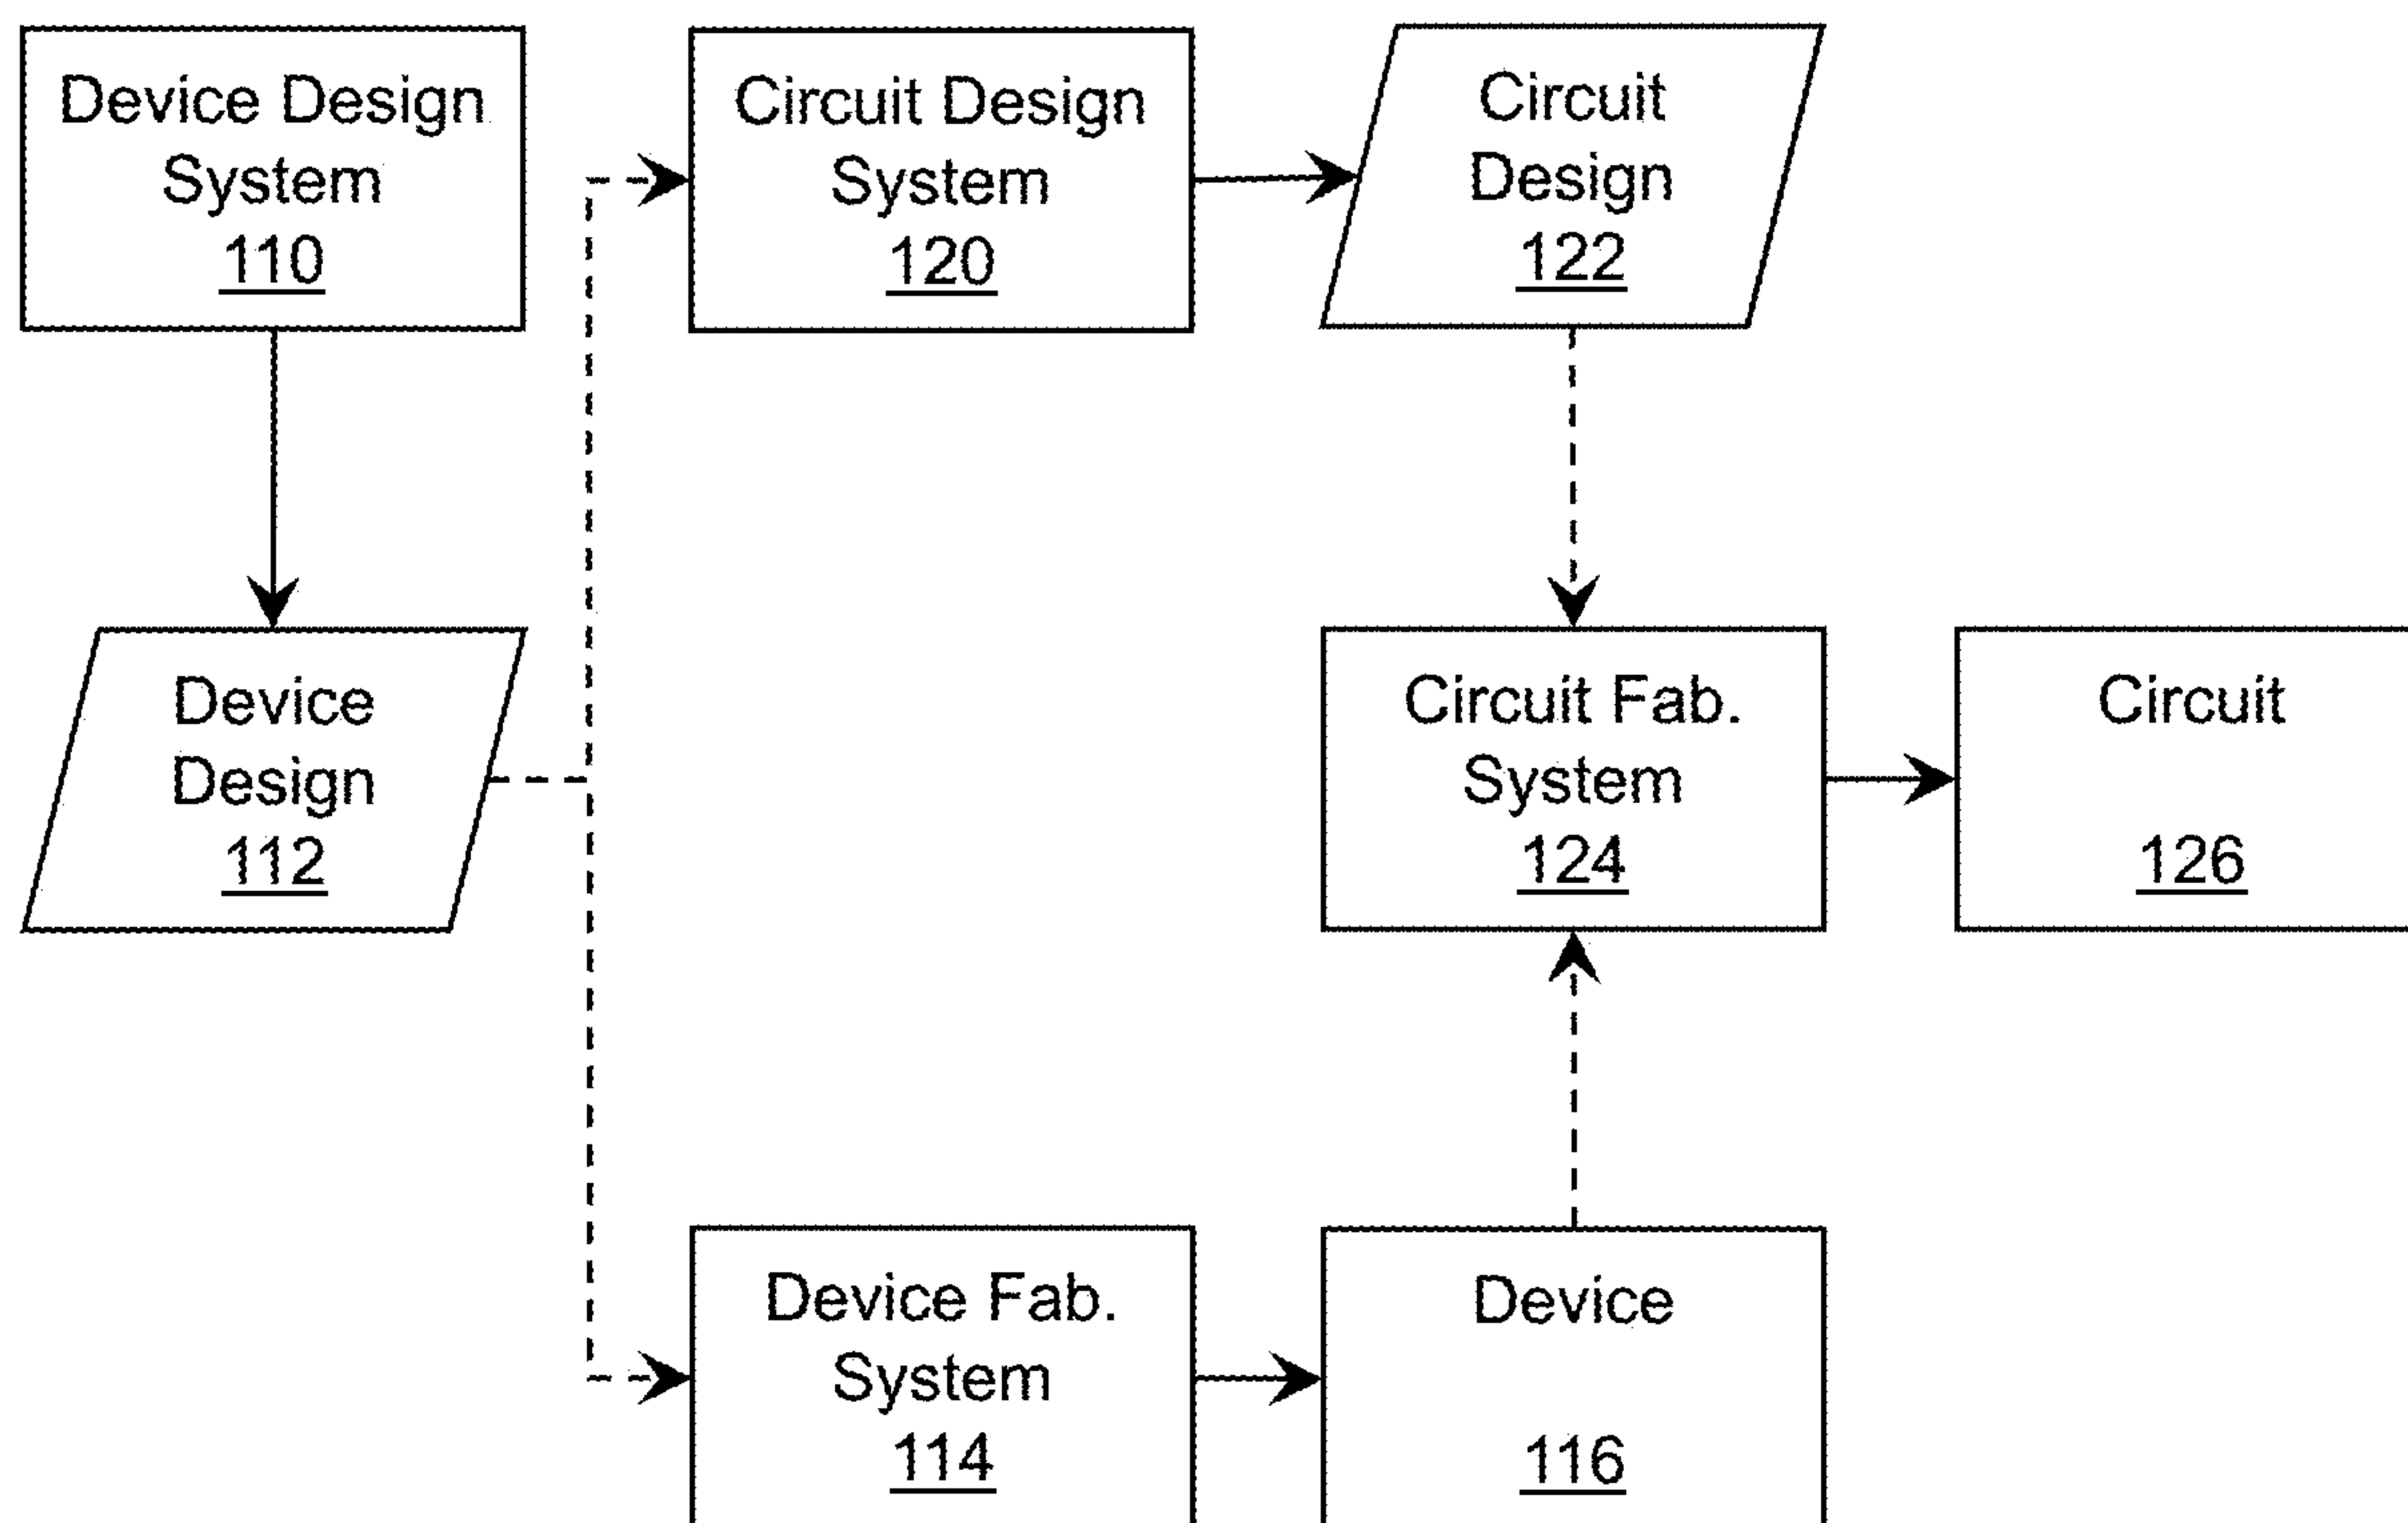 Device Design
System
110
Circuit Design
System
120
Circuit
Design
122
Device
Design
112
Circuit Fab.
System
124
Circuit
126
Device Fab.
System
114
Device
116